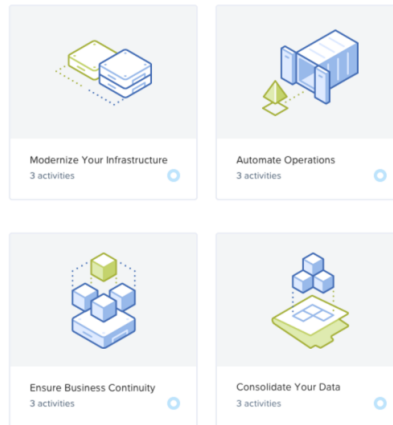 Modernize Your Infrastructure
3 activities
Automate Operations
3 activities
Ensure Business Continuity
3 activities
Consolidate Your Data
3 activities